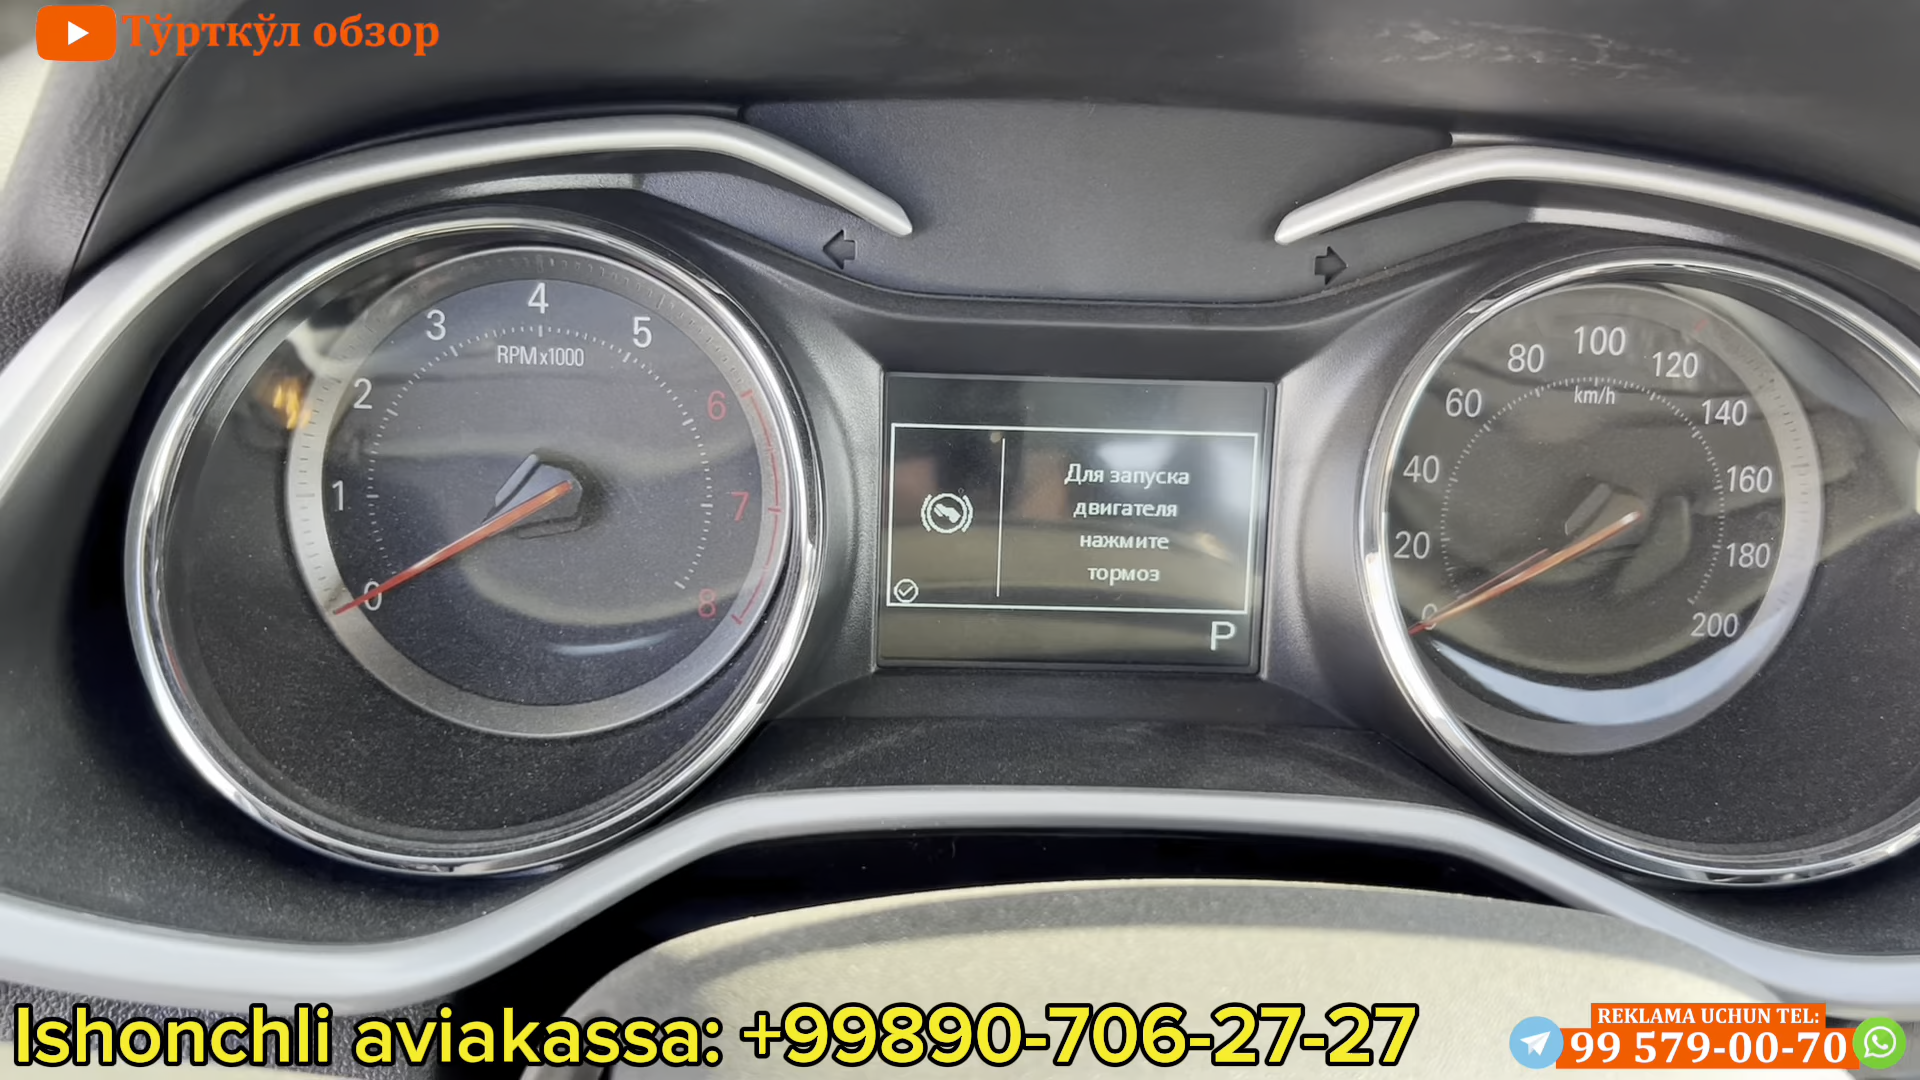 Тўрткўл обзор
0
1
2
3
4
5
6
7
8
RPM x1000
Для запуска
двигателя
нажмите
тормоз
P
0
20
40
60
80
100
120
140
160
180
200
km/h
Ishonchli aviakassa: +99890-706-27-27
REKLAMA UCHUN TEL:
99 579-00-70